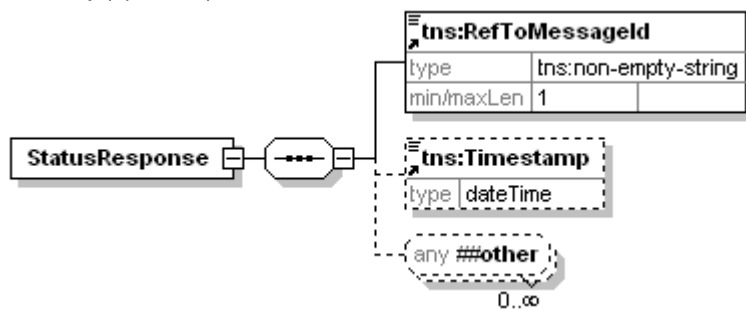 tns:RefToMessageId
type tns:non-empty-string
min/maxLen 1
StatusResponse
tns:Timestamp
type dateTime
any ##other
0..∞